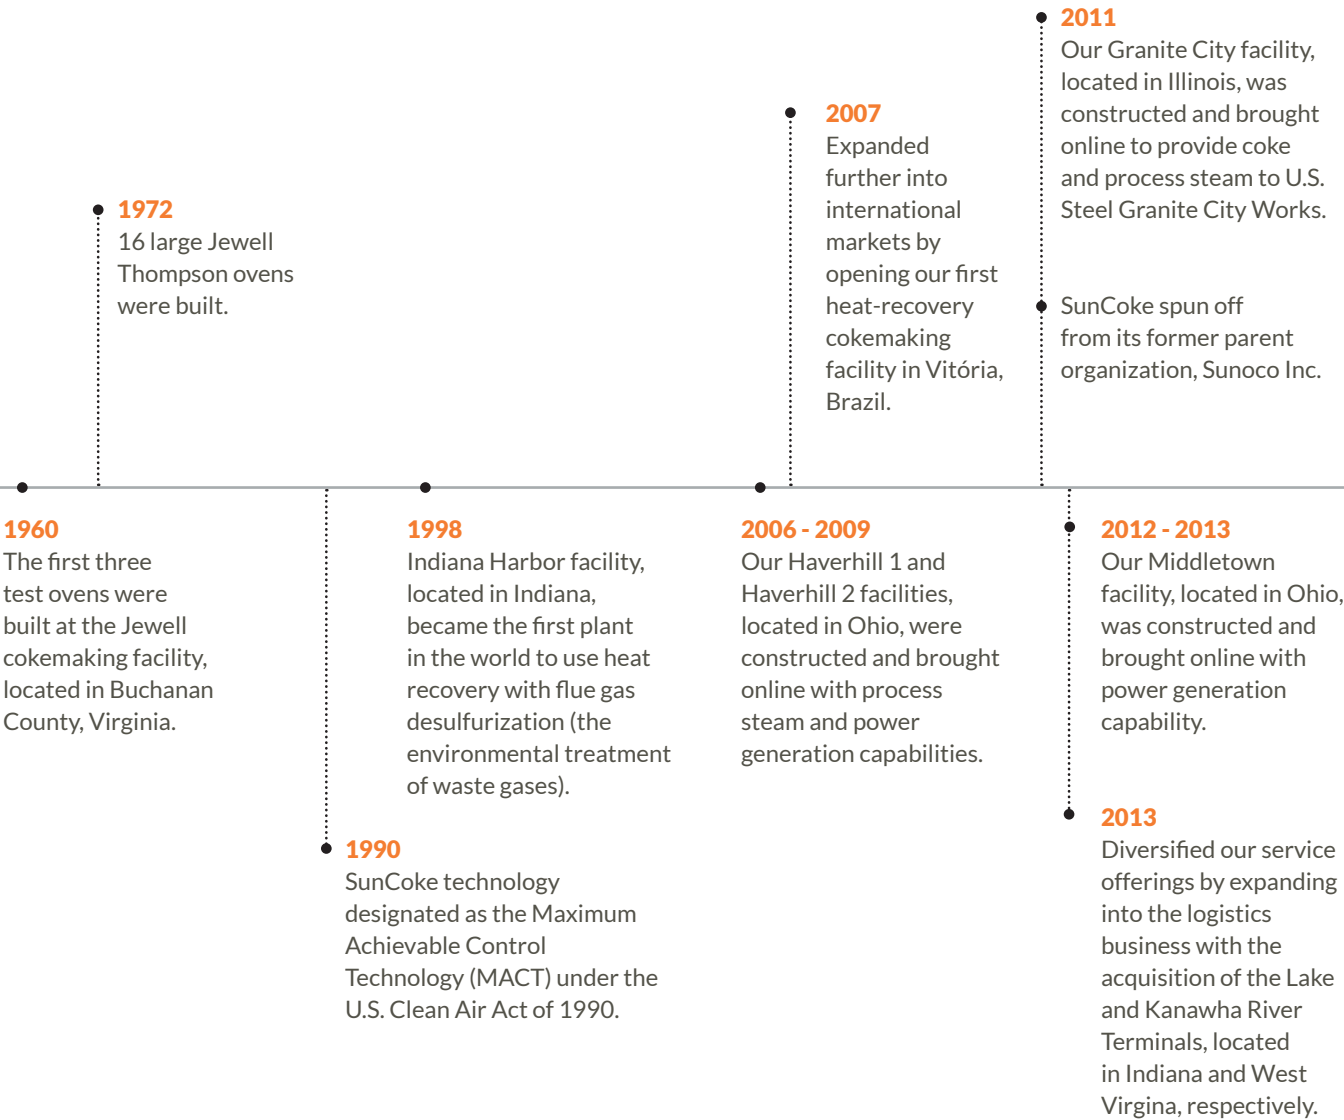 1960
The first three
test ovens were
built at the Jewell
cokemaking facility,
located in Buchanan
County, Virginia.
1972
16 large Jewell
Thompson ovens
were built.
1990
SunCoke technology
designated as the Maximum
Achievable Control
Technology (MACT) under the
U.S. Clean Air Act of 1990.
1998
Indiana Harbor facility,
located in Indiana,
became the first plant
in the world to use heat
recovery with flue gas
desulfurization (the
environmental treatment
of waste gases).
2006 - 2009
Our Haverhill 1 and
Haverhill 2 facilities,
located in Ohio, were
constructed and brought
online with process
steam and power
generation capabilities.
2007
Expanded
further into
international
markets by
opening our first
heat-recovery
cokemaking
facility in Vitória,
Brazil.
2011
Our Granite City facility,
located in Illinois, was
constructed and brought
online to provide coke
and process steam to U.S.
Steel Granite City Works.
SunCoke spun off
from its former parent
organization, Sunoco Inc.
2012 - 2013
Our Middletown
facility, located in Ohio,
was constructed and
brought online with
power generation
capability.
2013
Diversified our service
offerings by expanding
into the logistics
business with the
acquisition of the Lake
and Kanawha River
Terminals, located
in Indiana and West
Virgina, respectively.